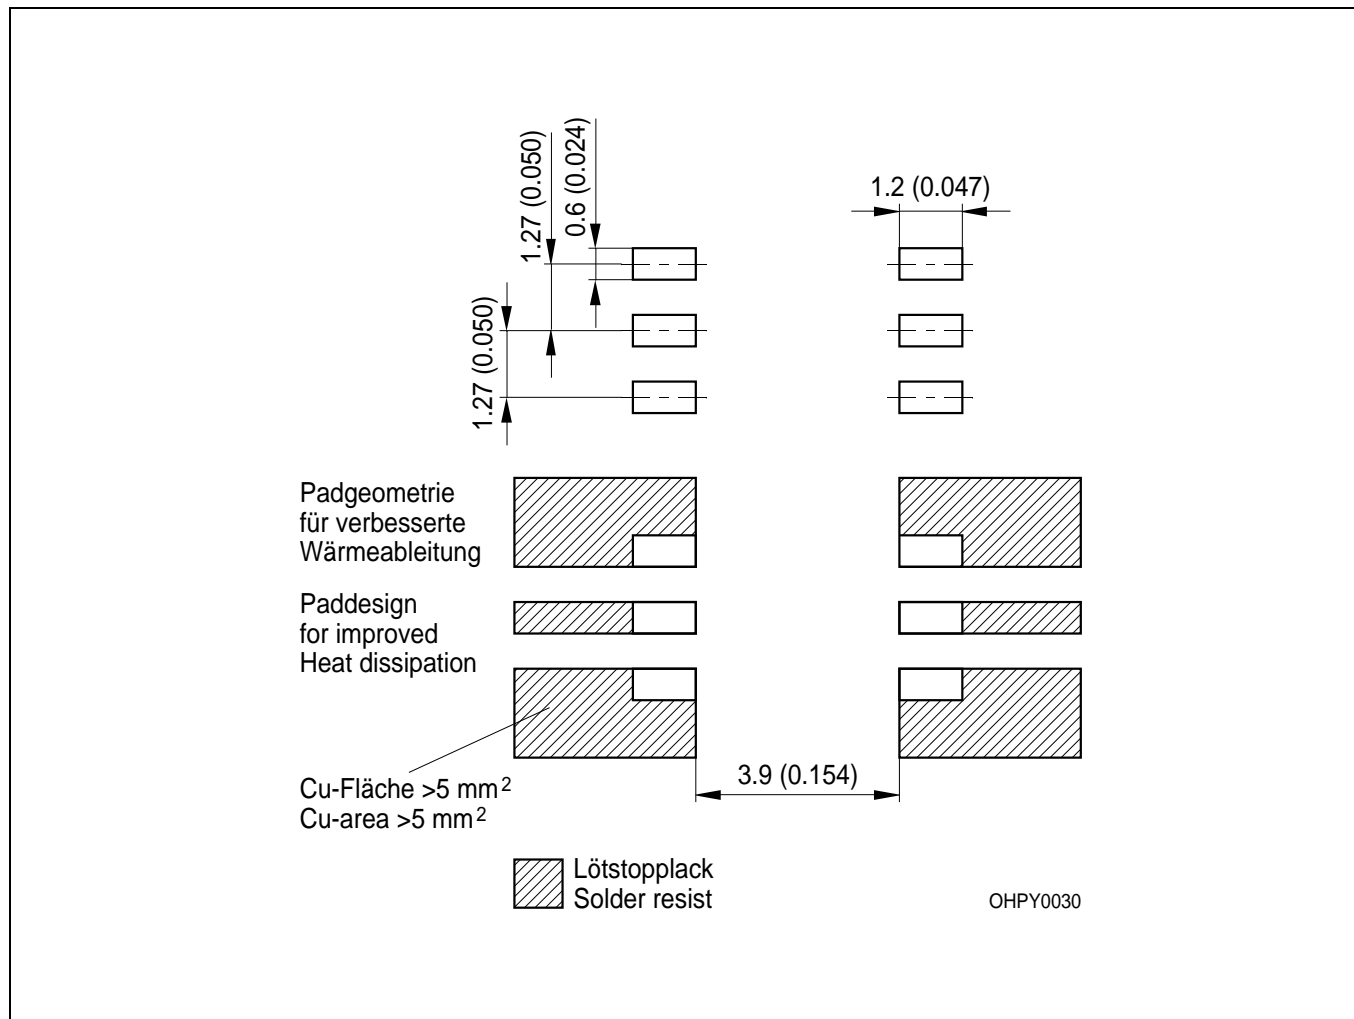 1.27 (0.050)
0.6 (0.024)
1.2 (0.047)
1.27 (0.050)
Padgeometrie
für verbesserte
Wärmeableitung
Paddesign
for improved
Heat dissipation
Cu-Fläche >5 mm²
Cu-area >5 mm²
3.9 (0.154)
Lötstopplack
Solder resist
OHPY0030